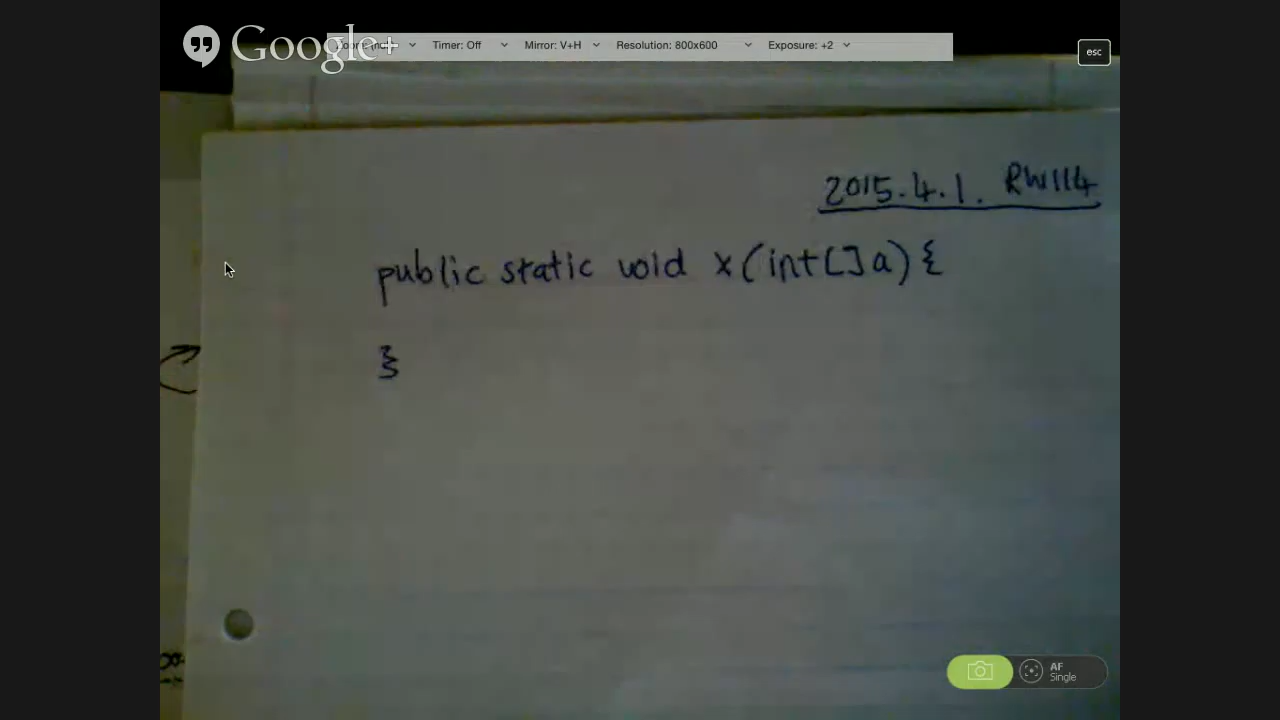 Google+
Timer: Off Mirror: V+H Resolution: 800x600 Exposure: +2
esc
2015.4.1. RW114
public static void x(int[]a){
}
AF
Single